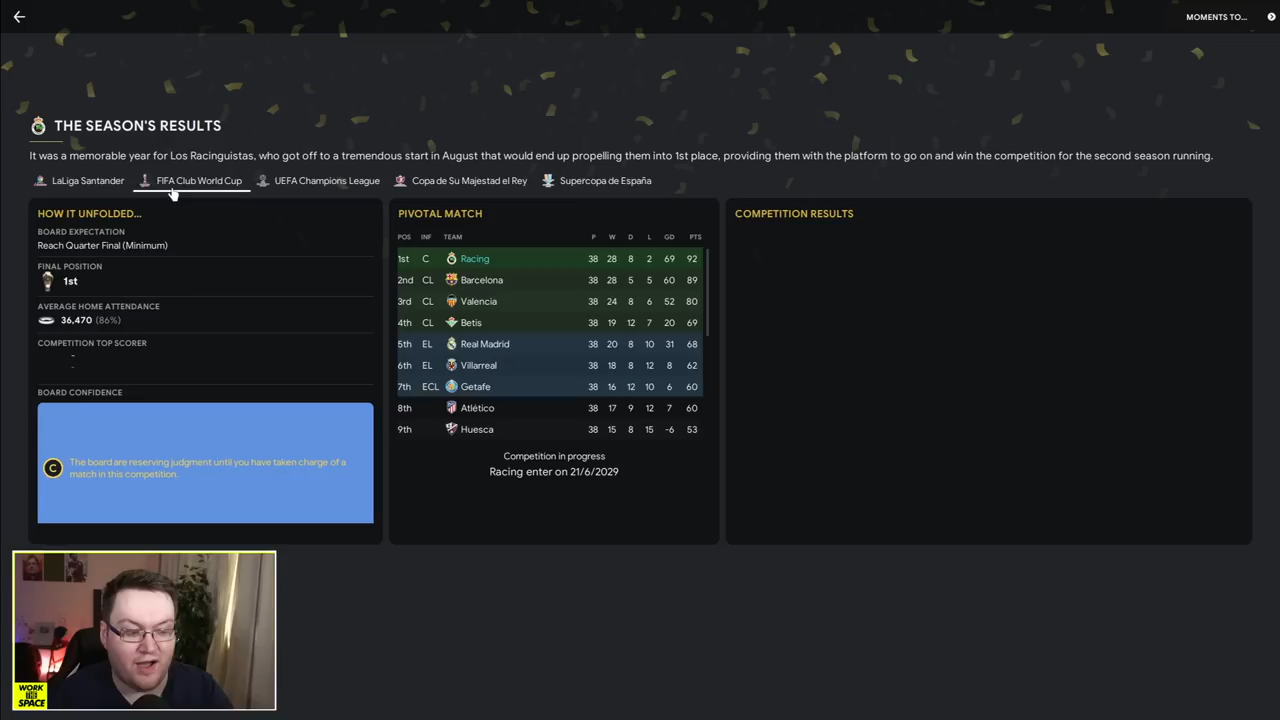 MOMENTS TO...
THE SEASON'S RESULTS
It was a memorable year for Los Racinguistas, who got off to a tremendous start in August that would end up propelling them into 1st place, providing them with the platform to go on and win the competition for the second season running.
LaLiga Santander FIFA Club World Cup UEFA Champions League Copa de Su Majestad el Rey Supercopa de España
HOW IT UNFOLDED...
BOARD EXPECTATION
Reach Quarter Final (Minimum)
FINAL POSITION
1st
AVERAGE HOME ATTENDANCE
36,470 (86%)
COMPETITION TOP SCORER
-
-
BOARD CONFIDENCE
C
The board are reserving judgment until you have taken charge of a
match in this competition.
PIVOTAL MATCH
POS INF TEAM P W D L GD PTS
1st C Racing 38 28 8 2 69 92
2nd CL Barcelona 38 28 5 5 60 89
3rd CL Valencia 38 24 8 6 52 80
4th CL Betis 38 19 12 7 20 69
5th EL Real Madrid 38 20 8 10 31 68
6th EL Villarreal 38 18 8 12 8 62
7th ECL Getafe 38 16 12 10 6 60
8th Atlético 38 17 9 12 7 60
9th Huesca 38 15 8 15 -6 53
Competition in progress
Racing enter on 21/6/2029
COMPETITION RESULTS
WORK
THE
SPACE